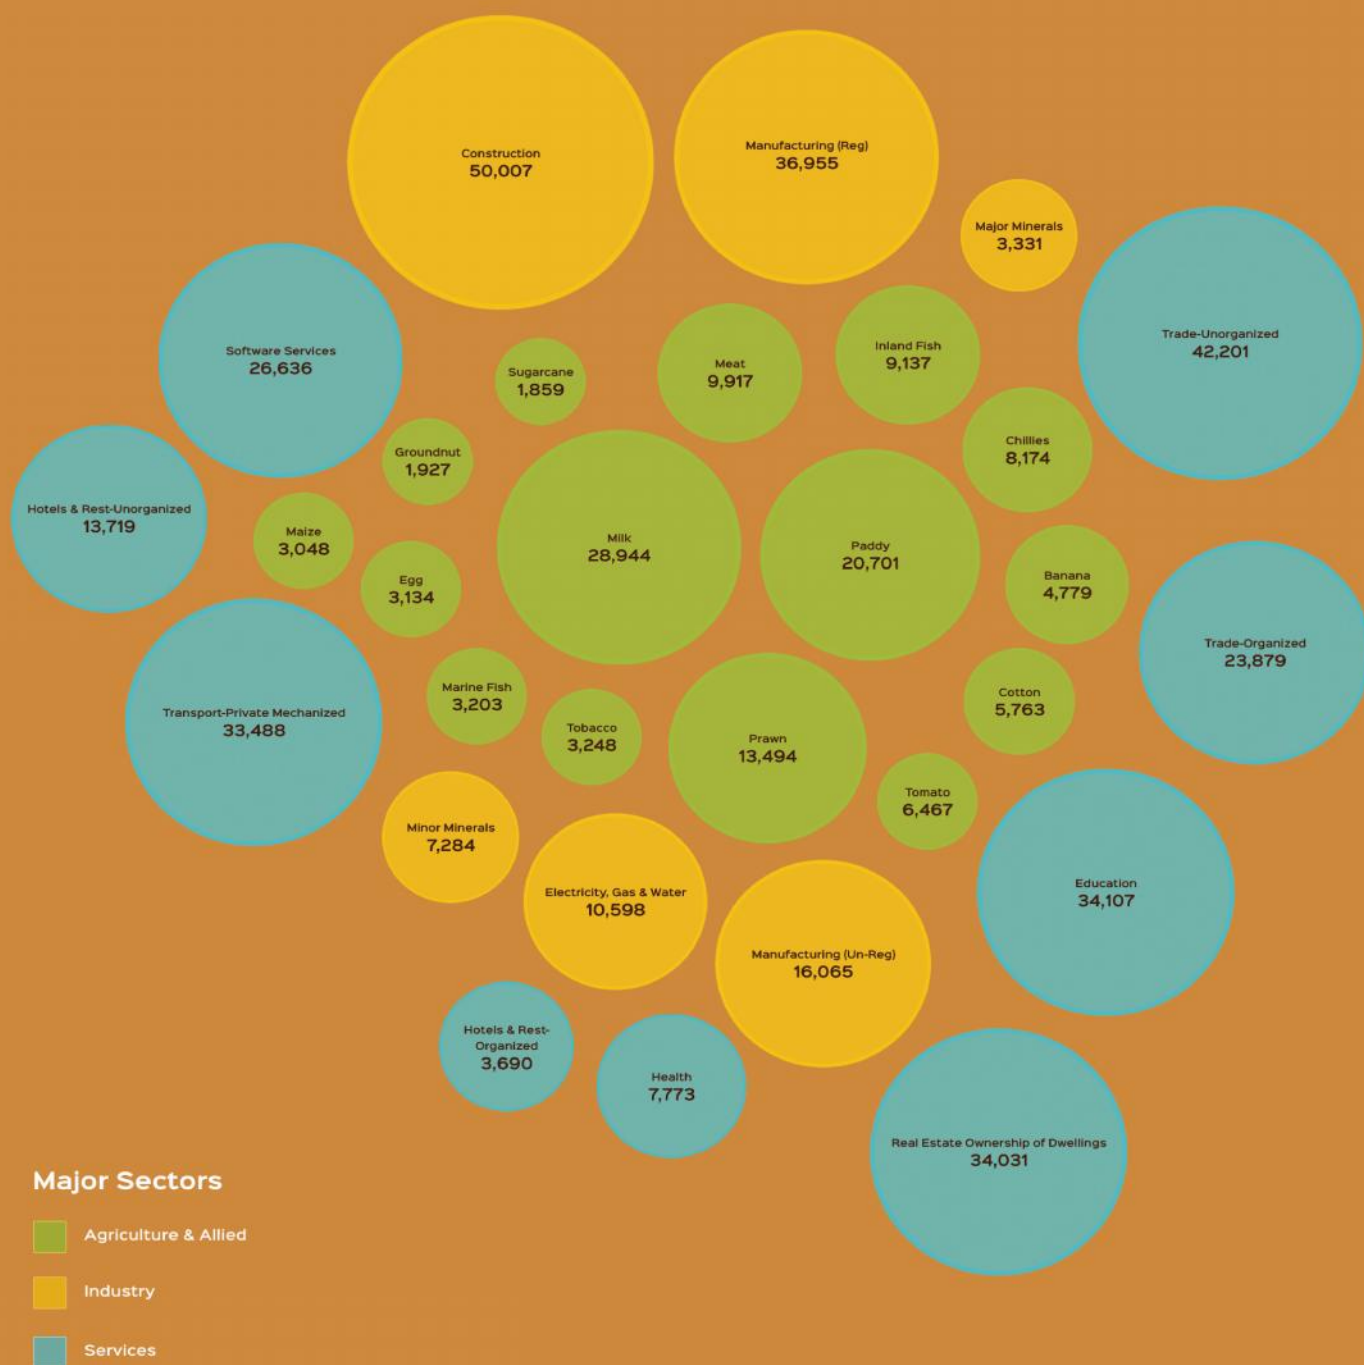 Construction
50,007
Manufacturing (Reg)
36,955
Major Minerals
3,331
Trade-Unorganized
42,201
Software Services
26,636
Sugarcane
1,859
Meat
9,917
Inland Fish
9,137
Chillies
8,174
Groundnut
1,927
Hotels & Rest-Unorganized
13,719
Maize
3,048
Egg
3,134
Milk
28,944
Paddy
20,701
Banana
4,779
Trade-Organized
23,879
Transport-Private Mechanized
33,488
Marine Fish
3,203
Tobacco
3,248
Prawn
13,494
Cotton
5,763
Tomato
6,467
Minor Minerals
7,284
Electricity, Gas & Water
10,598
Manufacturing (Un-Reg)
16,065
Education
34,107
Hotels & Rest-
Organized
3,690
Health
7,773
Real Estate Ownership of Dwellings
34,031
Major Sectors
Agriculture & Allied
Industry
Services